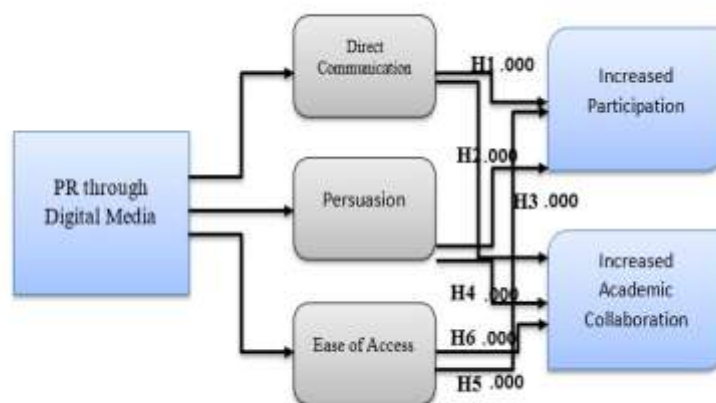 PR through
Digital Media
Direct
Communication
Persuasion
Ease of Access
H1 .000
H2.000
H3 .000
H4 .000
H6 .000
H5 .000
Increased
Participation
Increased
Academic
Collaboration